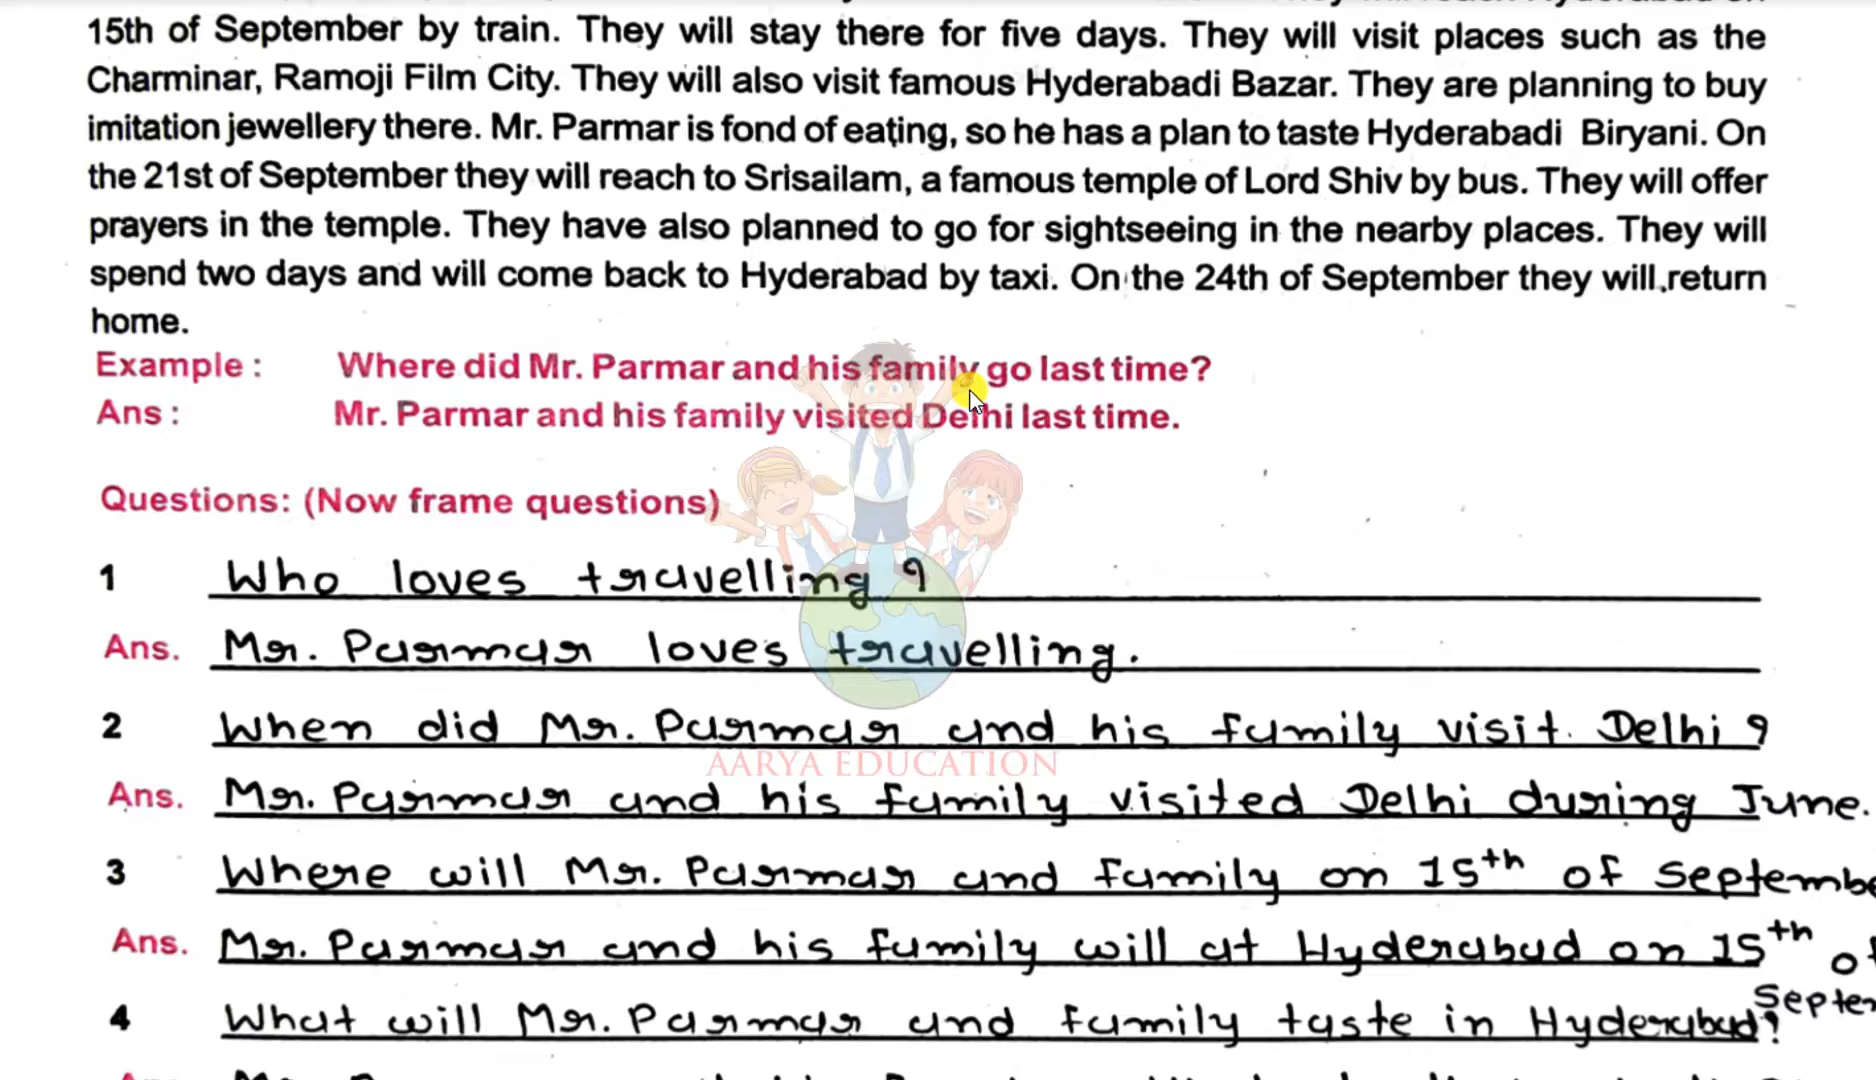 15th of September by train. They will stay there for five days. They will visit places such as the
Charminar, Ramoji Film City. They will also visit famous Hyderabadi Bazar. They are planning to buy
imitation jewellery there. Mr. Parmar is fond of eating, so he has a plan to taste Hyderabadi Biryani. On
the 21st of September they will reach to Srisailam, a famous temple of Lord Shiv by bus. They will offer
prayers in the temple. They have also planned to go for sightseeing in the nearby places. They will
spend two days and will come back to Hyderabad by taxi. On the 24th of September they will return
home.
Example : Where did Mr. Parmar and his family go last time?
Ans : Mr. Parmar and his family visited Delhi last time.
Questions: (Now frame questions)
1 Who loves travelling ?
Ans. Mr. Parmar loves travelling.
AARYA EDUCATION
2 When did Mr. Parmar and his family visit Delhi ?
Ans. Mr. Parmar and his family visited Delhi during June.
3 Where will Mr. Parmar and family on 15th of Septembe
Ans. Mr. Parmar and his family will at Hyderabad on 15th of
Septe
4 What will Mr. Parmar and family taste in Hyderabad?